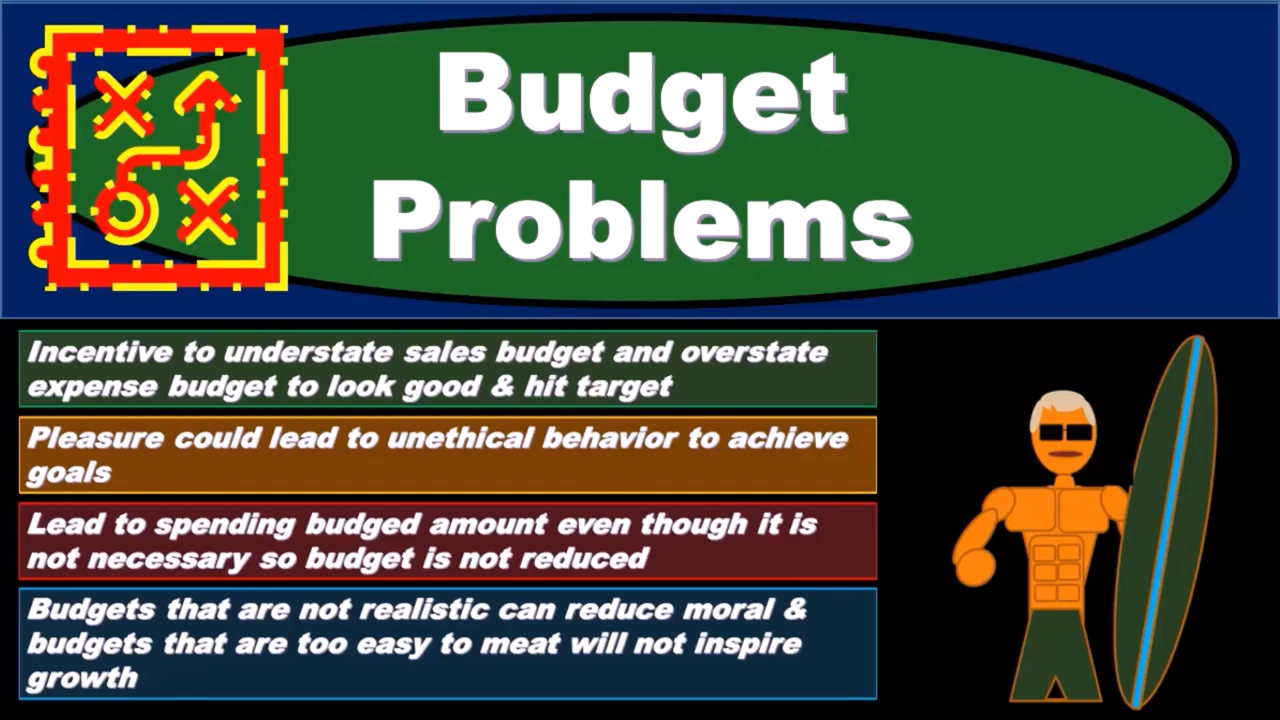 Budget
Problems
Incentive to understate sales budget and overstate
expense budget to look good & hit target
Pleasure could lead to unethical behavior to achieve
goals
Lead to spending budged amount even though it is
not necessary so budget is not reduced
Budgets that are not realistic can reduce moral &
budgets that are too easy to meat will not inspire
growth